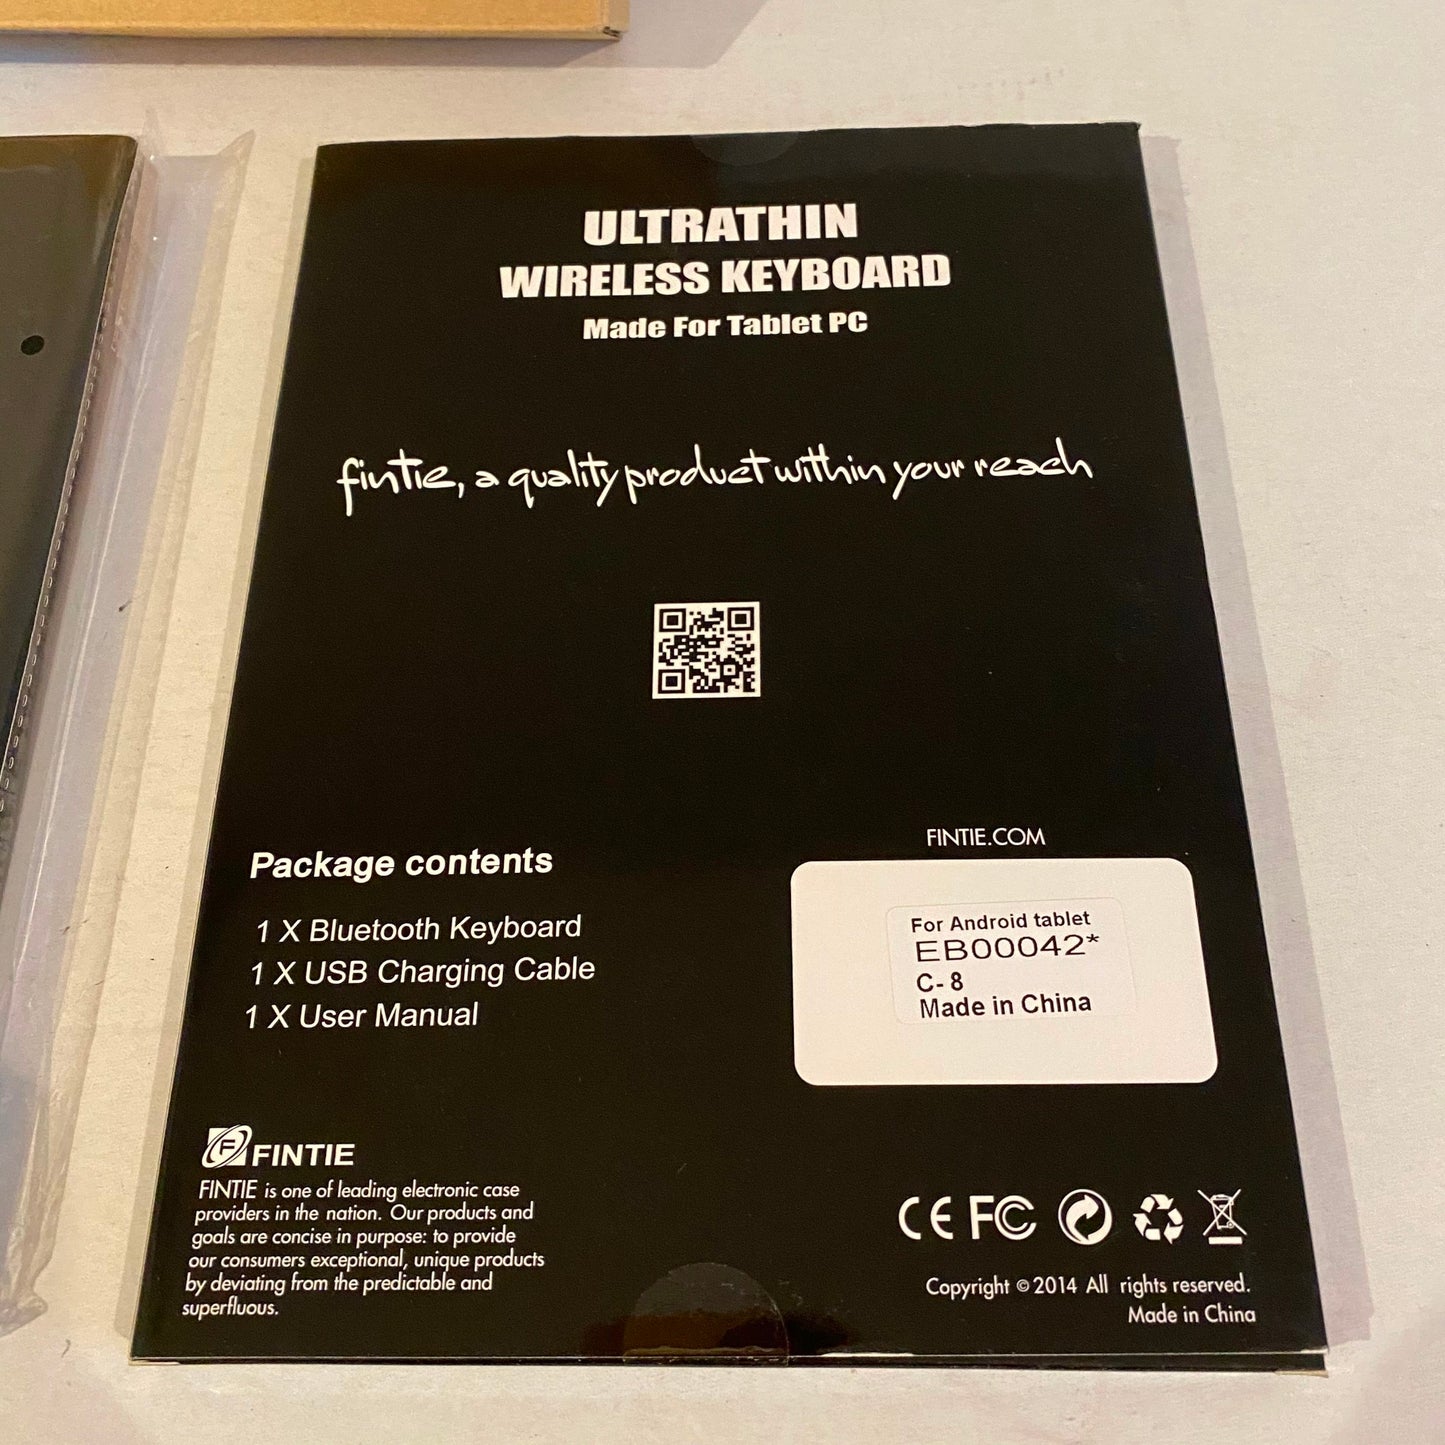 ULTRATHIN
WIRELESS KEYBOARD
Made For Tablet PC
fintie, a quality product within your reach
FINTIE.COM
Package contents
1 X Bluetooth Keyboard
1 X USB Charging Cable
1 X User Manual
For Android tablet
EB00042*
C- 8
Made in China
F FINTIE
FINTIE is one of leading electronic case
providers in the nation. Our products and
goals are concise in purpose: to provide
our consumers exceptional, unique products
by deviating from the predictable and
superfluous.
CE FC
Copyright © 2014 All rights reserved.
Made in China